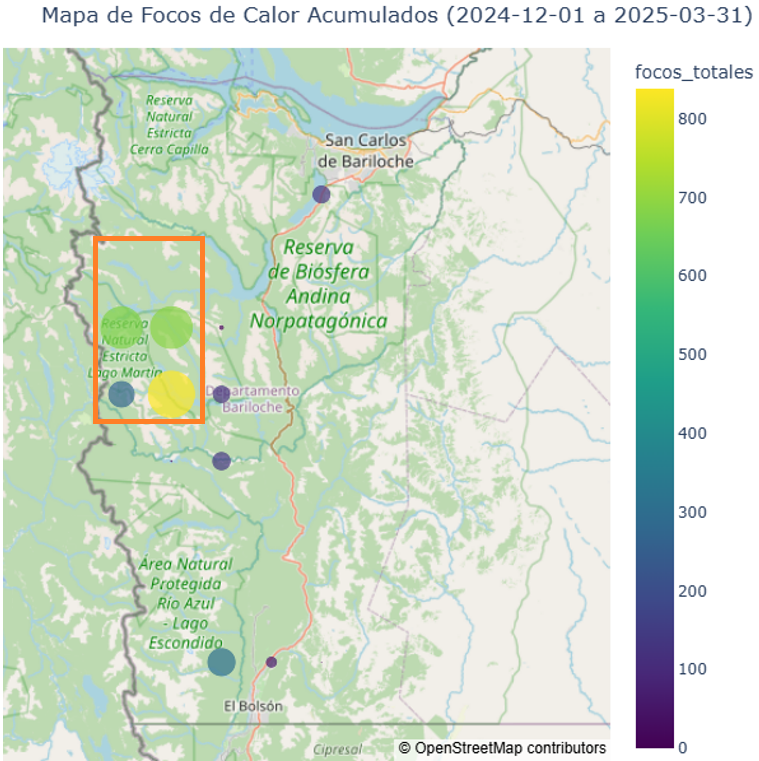 Mapa de Focos de Calor Acumulados (2024-12-01 a 2025-03-31)
focos_totales
800
700
600
500
400
300
200
100
0
Reserva
Natural
Estricta
Cerro Capilla
San Carlos
de Bariloche
Reserva
de Biósfera
Andina
Norpatagónica
Reserva
Natural
Estricta
Lago Martin
Departamento
Bariloche
Área Natural
Protegida
Río Azul
- Lago
Escondido
El Bolsón
Cipresal
© OpenStreetMap contributors